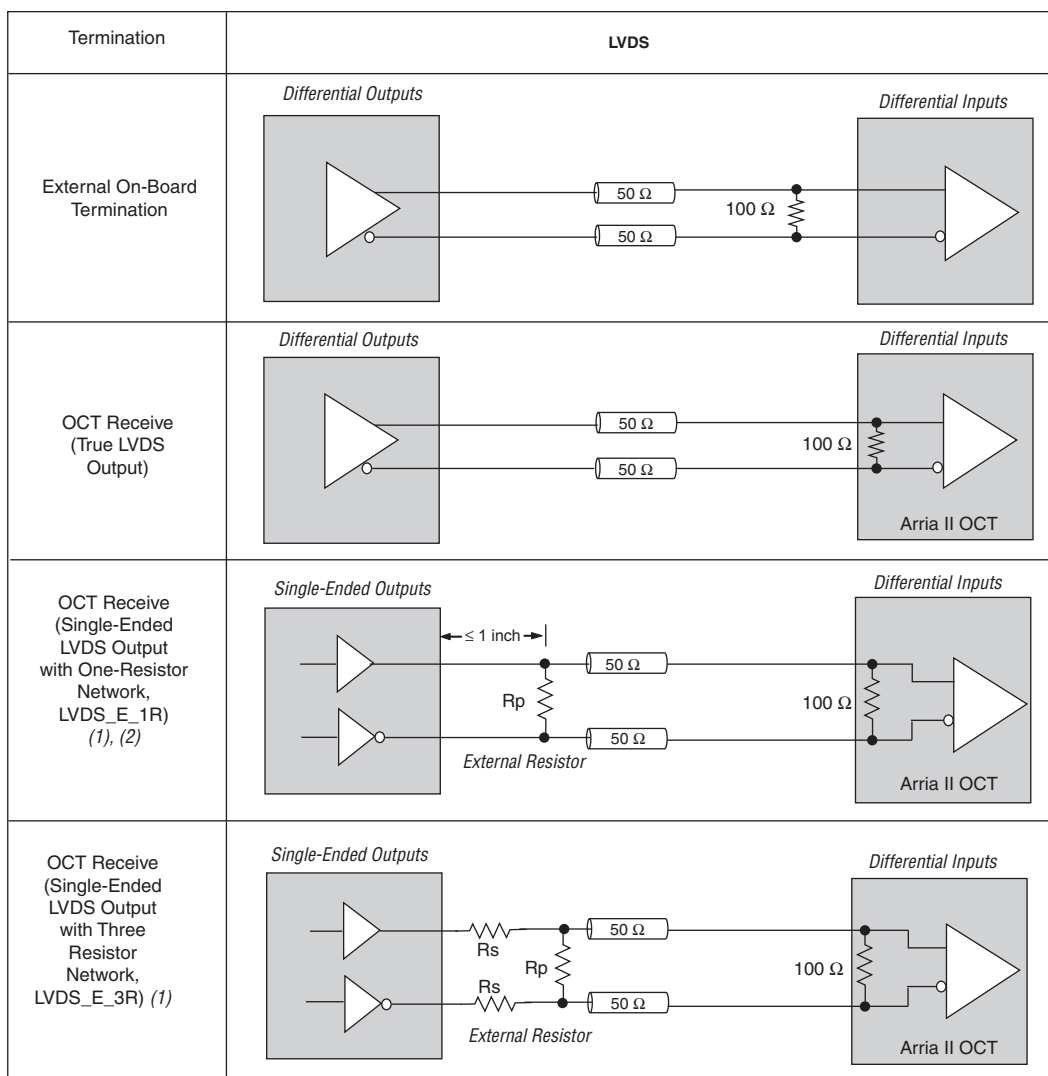 Termination
LVDS
External On-Board
Termination
Differential Outputs
Differential Inputs
50 Ω
50 Ω
100 Ω
OCT Receive
(True LVDS
Output)
Differential Outputs
Differential Inputs
50 Ω
50 Ω
100 Ω
Arria II OCT
OCT Receive
(Single-Ended
LVDS Output
with One-Resistor
Network,
LVDS_E_1R)
(1), (2)
Single-Ended Outputs
≤ 1 inch
Differential Inputs
50 Ω
Rp
50 Ω
100 Ω
External Resistor
Arria II OCT
OCT Receive
(Single-Ended
LVDS Output
with Three
Resistor
Network,
LVDS_E_3R) (1)
Single-Ended Outputs
Differential Inputs
Rs
50 Ω
Rp
Rs
50 Ω
100 Ω
External Resistor
Arria II OCT